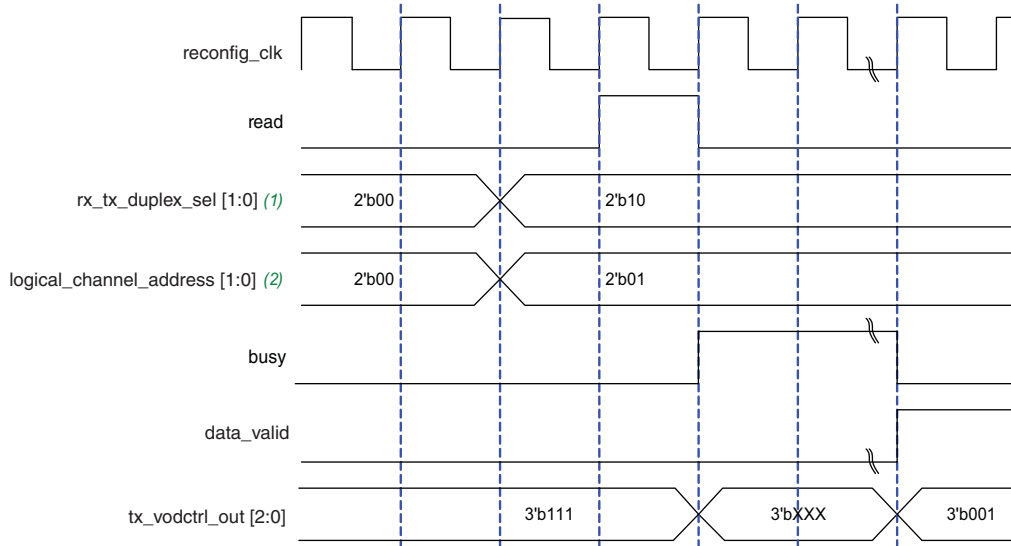 reconfig_clk
read
rx_tx_duplex_sel [1:0] (1) 2'b00 2'b10
logical_channel_address [1:0] (2) 2'b00 2'b01
busy
data_valid
tx_vodctrl_out [2:0] 3'b111 3'bXXX 3'b001